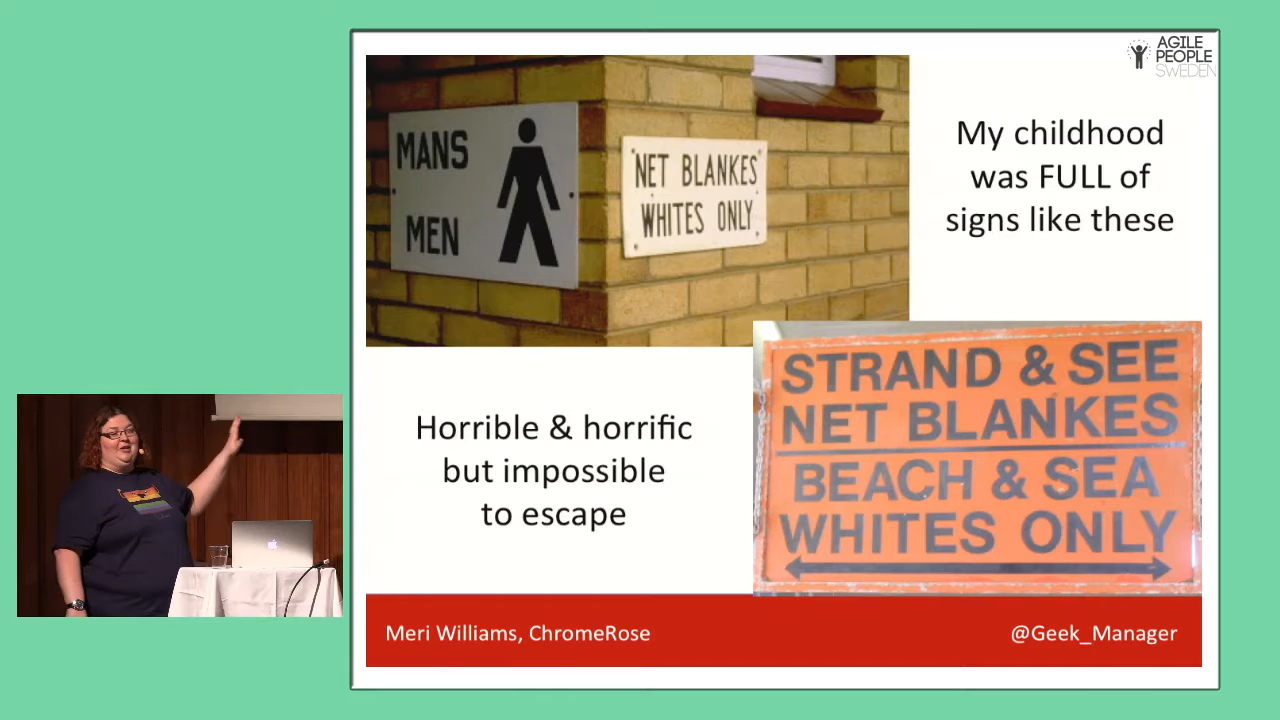 AGILE
PEOPLE
SWEDEN
MANS
MEN
NET BLANKES
WHITES ONLY
My childhood
was FULL of
signs like these
Horrible & horrific
but impossible
to escape
STRAND & SEE
NET BLANKES
BEACH & SEA
WHITES ONLY
Meri Williams, ChromeRose
@Geek_Manager